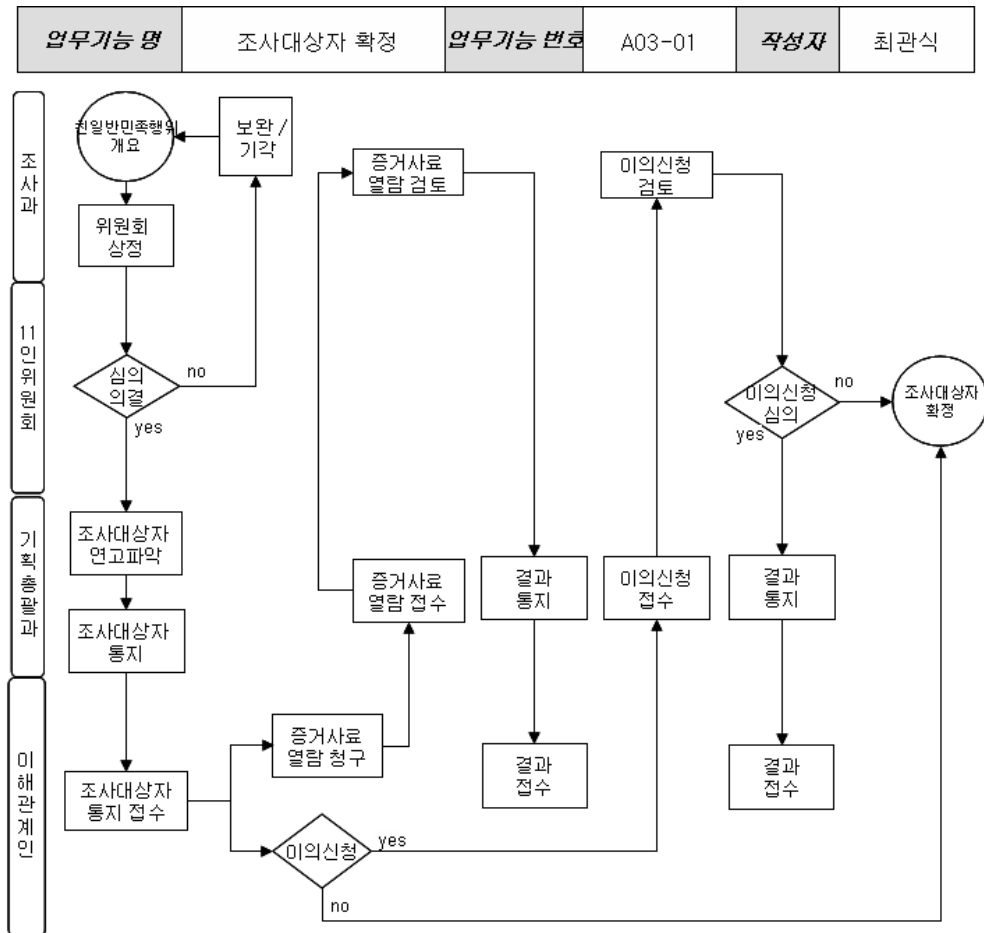 업무기능 명 조사대상자 확정 업무기능 번호 A03-01 작성자 최관식
조사과
친일반민족행위
개요
보완 /
기각
위원회
상정
증거사료
열람 검토
이의신청
검토
11인위원회
심의
의결
no
yes
이의신청
심의
no
yes
조사대상자
확정
기획총괄과
조사대상자
연고파악
조사대상자
통지
증거사료
열람 접수
결과
통지
이의신청
접수
결과
통지
이해관계인
조사대상자
통지 접수
증거사료
열람 청구
이의신청
yes
no
결과
접수
결과
접수